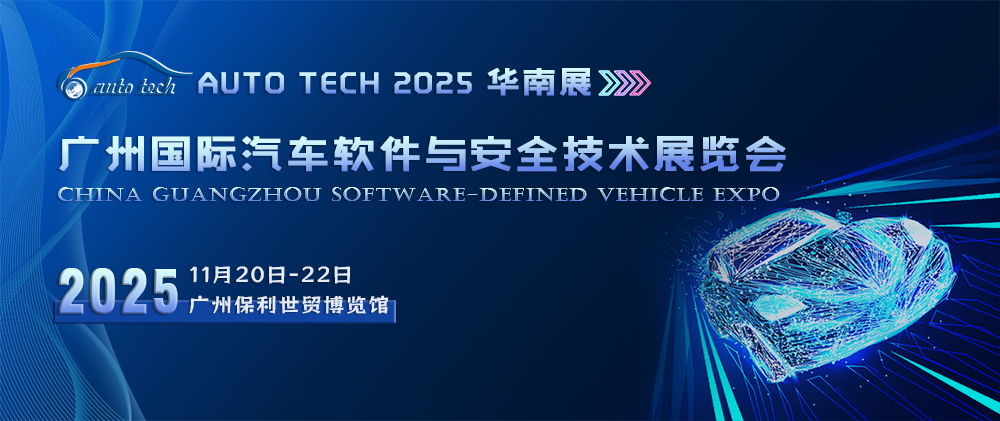 auto tech
AUTO TECH 2025 华南展
广州国际汽车软件与安全技术展览会
CHINA GUANGZHOU SOFTWARE-DEFINED VEHICLE EXPO
2025
11月20日-22日
广州保利世贸博览馆